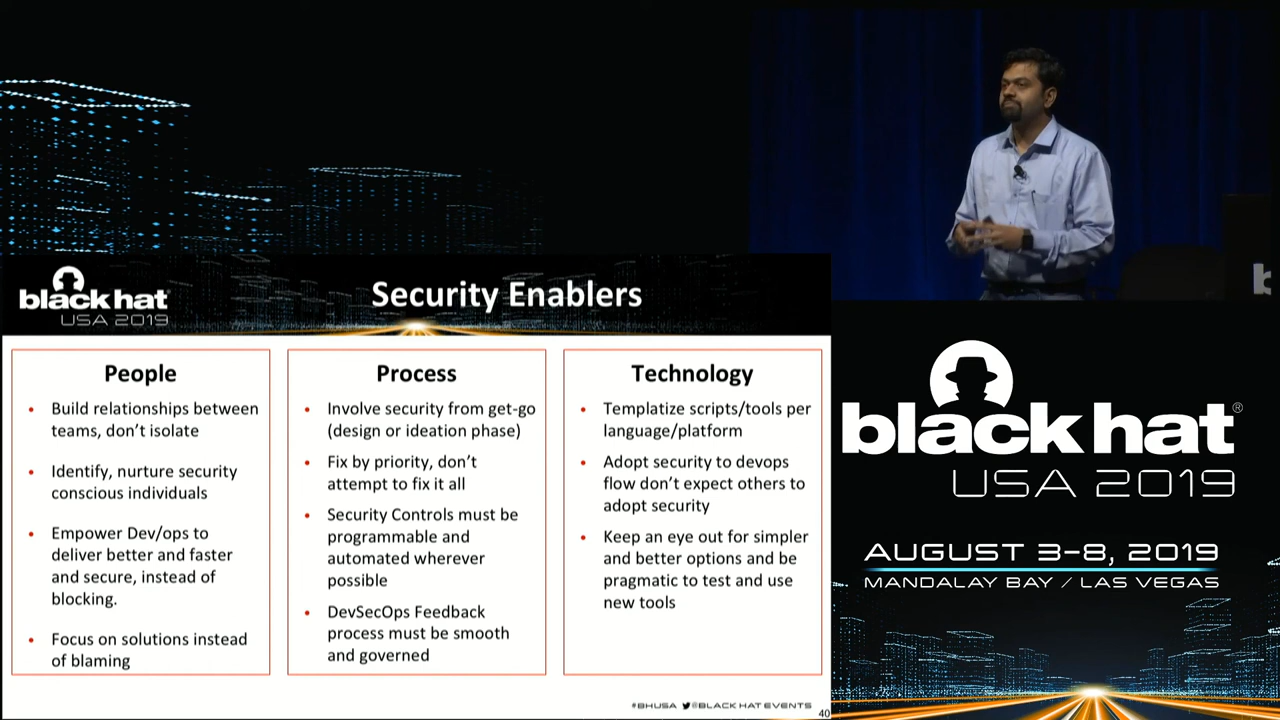 black hat
USA 2019
Security Enablers
People
• Build relationships between
teams, don't isolate
• Identify, nurture security
conscious individuals
• Empower Dev/ops to
deliver better and faster
and secure, instead of
blocking.
• Focus on solutions instead
of blaming
Process
• Involve security from get-go
(design or ideation phase)
• Fix by priority, don't
attempt to fix it all
• Security Controls must be
programmable and
automated wherever
possible
• DevSecOps Feedback
process must be smooth
and governed
Technology
• Templatize scripts/tools per
language/platform
• Adopt security to devops
flow don't expect others to
adopt security
• Keep an eye out for simpler
and better options and be
pragmatic to test and use
new tools
#BHUSA @BLACK HAT EVENTS
40
b
black hat®
USA 2019
AUGUST 3-8, 2019
MANDALAY BAY / LAS VEGAS